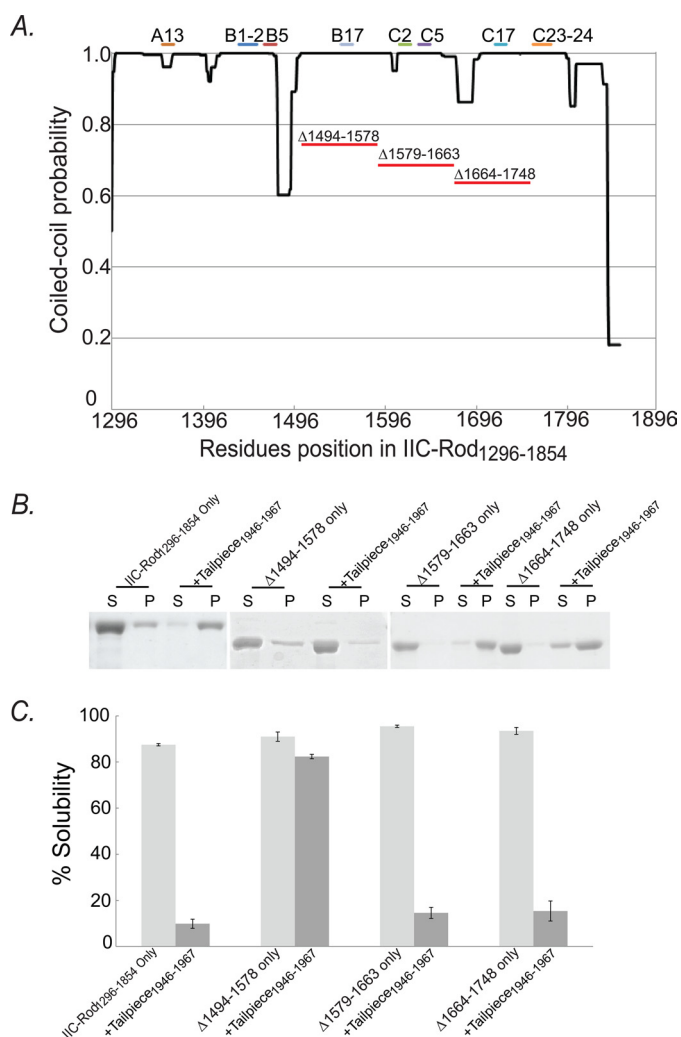 A.
A13 B1-2 B5 B17 C2 C5 C17 C23-24
1.0
0.8
0.6
0.4
0.2
0
Coiled-coil probability
Δ1494-1578
Δ1579-1663
Δ1664-1748
1296 1396 1496 1596 1696 1796 1896
Residues position in IIC-Rod1296-1854
B.
IIC-Rod1296-1854 Only
+Tailpiece1946-1967
Δ1494-1578 only
+Tailpiece1946-1967
Δ1579-1663 only
+Tailpiece1946-1967
Δ1664-1748 only
+Tailpiece1946-1967
S P S P S P S P S P S P S P S P
C.
100
80
60
40
20
0
% Solubility
IIC-Rod1296-1854 Only
+Tailpiece1946-1967
Δ1494-1578 only
+Tailpiece1946-1967
Δ1579-1663 only
+Tailpiece1946-1967
Δ1664-1748 only
+Tailpiece1946-1967